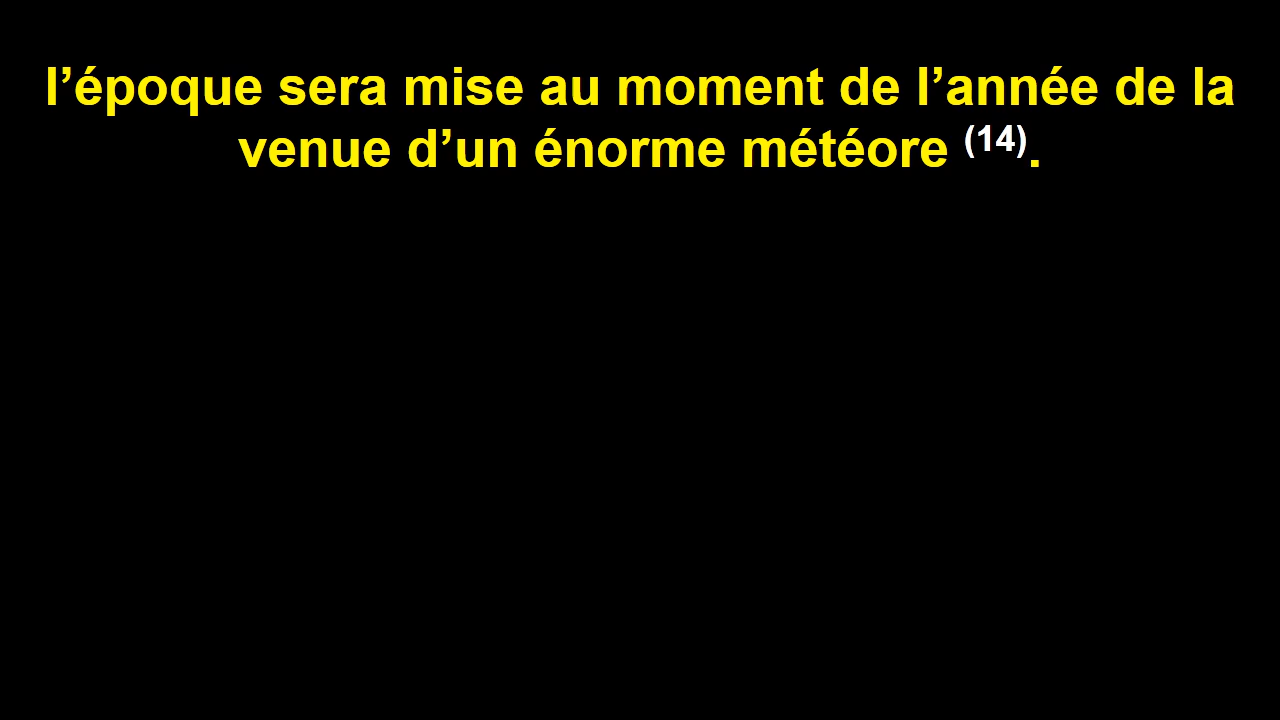 l’époque sera mise au moment de l’année de la
venue d’un énorme météore (14).